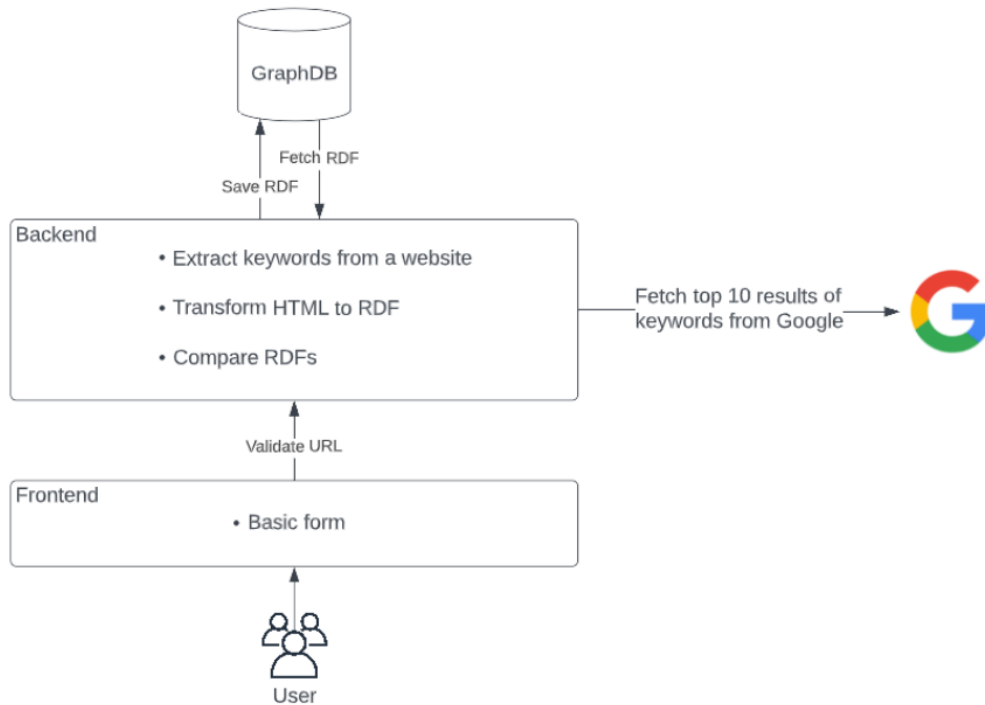 GraphDB
Fetch RDF
Save RDF
Backend
• Extract keywords from a website
• Transform HTML to RDF
• Compare RDFs
Fetch top 10 results of
keywords from Google
Validate URL
Frontend
• Basic form
User